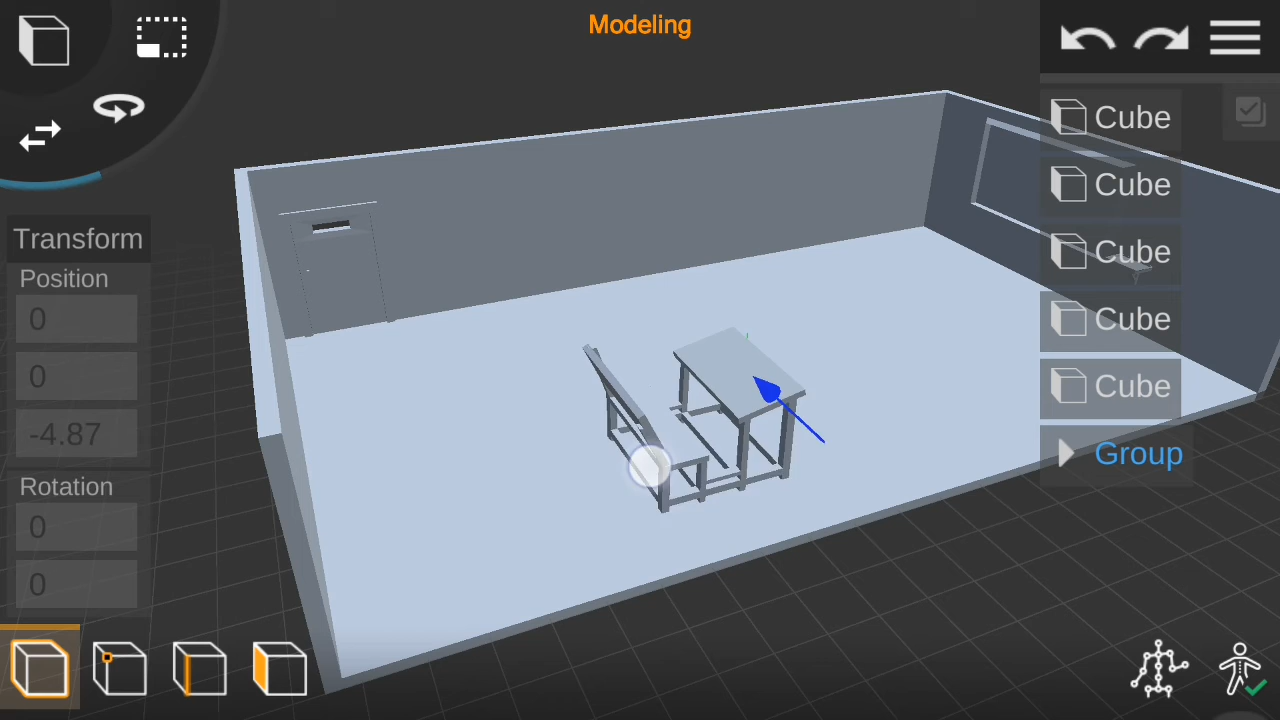 Modeling
Transform
Position
0
0
-4.87
Rotation
0
0
Cube
Cube
Cube
Cube
Cube
Group